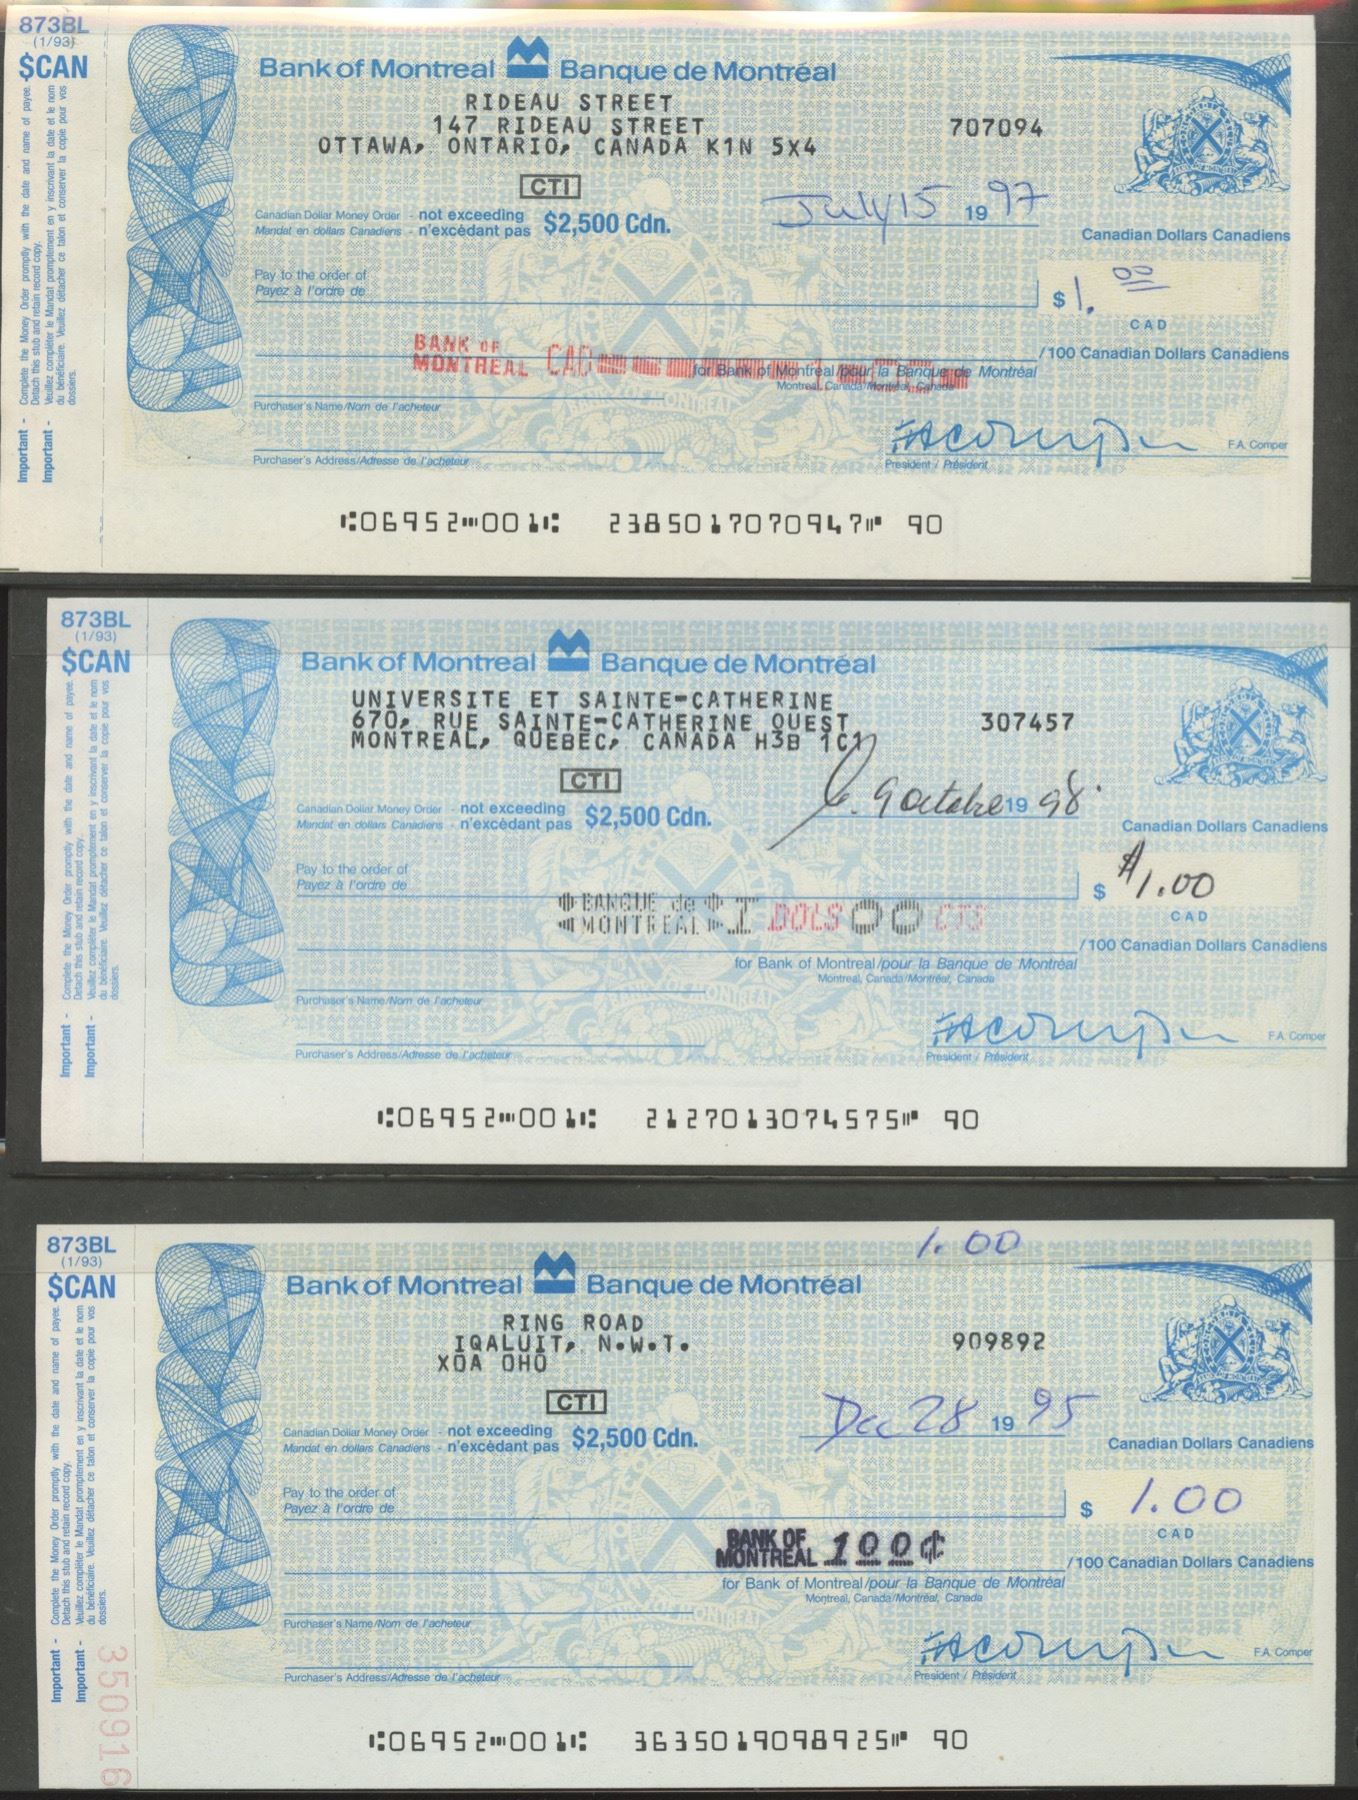 873BL
(1/93)
$CAN
Important - Complete the Money Order promptly with the date and name of payee.
Detach this stub and retain record copy.
Important - Veuillez compléter le Mandat promptement en y inscrivant la date et le nom
du bénéficiaire. Veuillez détacher ce talon et conserver la copie pour vos
dossiers.
Bank of Montreal Banque de Montréal
RIDEAU STREET
147 RIDEAU STREET
OTTAWA, ONTARIO, CANADA K1N 5X4
707094
CTI
Canadian Dollar Money Order - not exceeding
Mandat en dollars Canadiens - n'excédant pas
$2,500 Cdn.
July 15 19 97
Canadian Dollars Canadiens
Pay to the order of
Payez à l'ordre de
$ 1.00
CAD
BANK OF
MONTREAL CAD
/100 Canadian Dollars Canadiens
for Bank of Montreal/pour la Banque de Montréal
Montreal, Canada/Montréal, Canada
Purchaser's Name/Nom de l'acheteur
F.A. Comper
President / Président
Purchaser's Address/Adresse de l'acheteur
⑆06952⑉001⑆ 2385017070947⑈ 90
873BL
(1/93)
$CAN
Important - Complete the Money Order promptly with the date and name of payee.
Detach this stub and retain record copy.
Important - Veuillez compléter le Mandat promptement en y inscrivant la date et le nom
du bénéficiaire. Veuillez détacher ce talon et conserver la copie pour vos
dossiers.
Bank of Montreal Banque de Montréal
UNIVERSITE ET SAINTE-CATHERINE
670, RUE SAINTE-CATHERINE OUEST
MONTREAL, QUEBEC, CANADA H3B 1C1
307457
CTI
Canadian Dollar Money Order - not exceeding
Mandat en dollars Canadiens - n'excédant pas
$2,500 Cdn.
9 octobre 19 98
Canadian Dollars Canadiens
Pay to the order of
Payez à l'ordre de
$ $1.00
CAD
BANQUE de
MONTREAL $1 DOLS 00 CTS
/100 Canadian Dollars Canadiens
for Bank of Montreal/pour la Banque de Montréal
Montreal, Canada/Montréal, Canada
Purchaser's Name/Nom de l'acheteur
F.A. Comper
President / Président
Purchaser's Address/Adresse de l'acheteur
⑆06952⑉001⑆ 2127013074575⑈ 90
873BL
(1/93)
$CAN
Important - Complete the Money Order promptly with the date and name of payee.
Detach this stub and retain record copy.
Important - Veuillez compléter le Mandat promptement en y inscrivant la date et le nom
du bénéficiaire. Veuillez détacher ce talon et conserver la copie pour vos
dossiers.
350916
1.00
Bank of Montreal Banque de Montréal
RING ROAD
IQALUIT, N.W.T.
X0A 0H0
909892
CTI
Canadian Dollar Money Order - not exceeding
Mandat en dollars Canadiens - n'excédant pas
$2,500 Cdn.
Dec 28 19 95
Canadian Dollars Canadiens
Pay to the order of
Payez à l'ordre de
$ 1.00
CAD
BANK OF
MONTREAL 100¢
/100 Canadian Dollars Canadiens
for Bank of Montreal/pour la Banque de Montréal
Montreal, Canada/Montréal, Canada
Purchaser's Name/Nom de l'acheteur
F.A. Comper
President / Président
Purchaser's Address/Adresse de l'acheteur
⑆06952⑉001⑆ 3635019098925⑈ 90